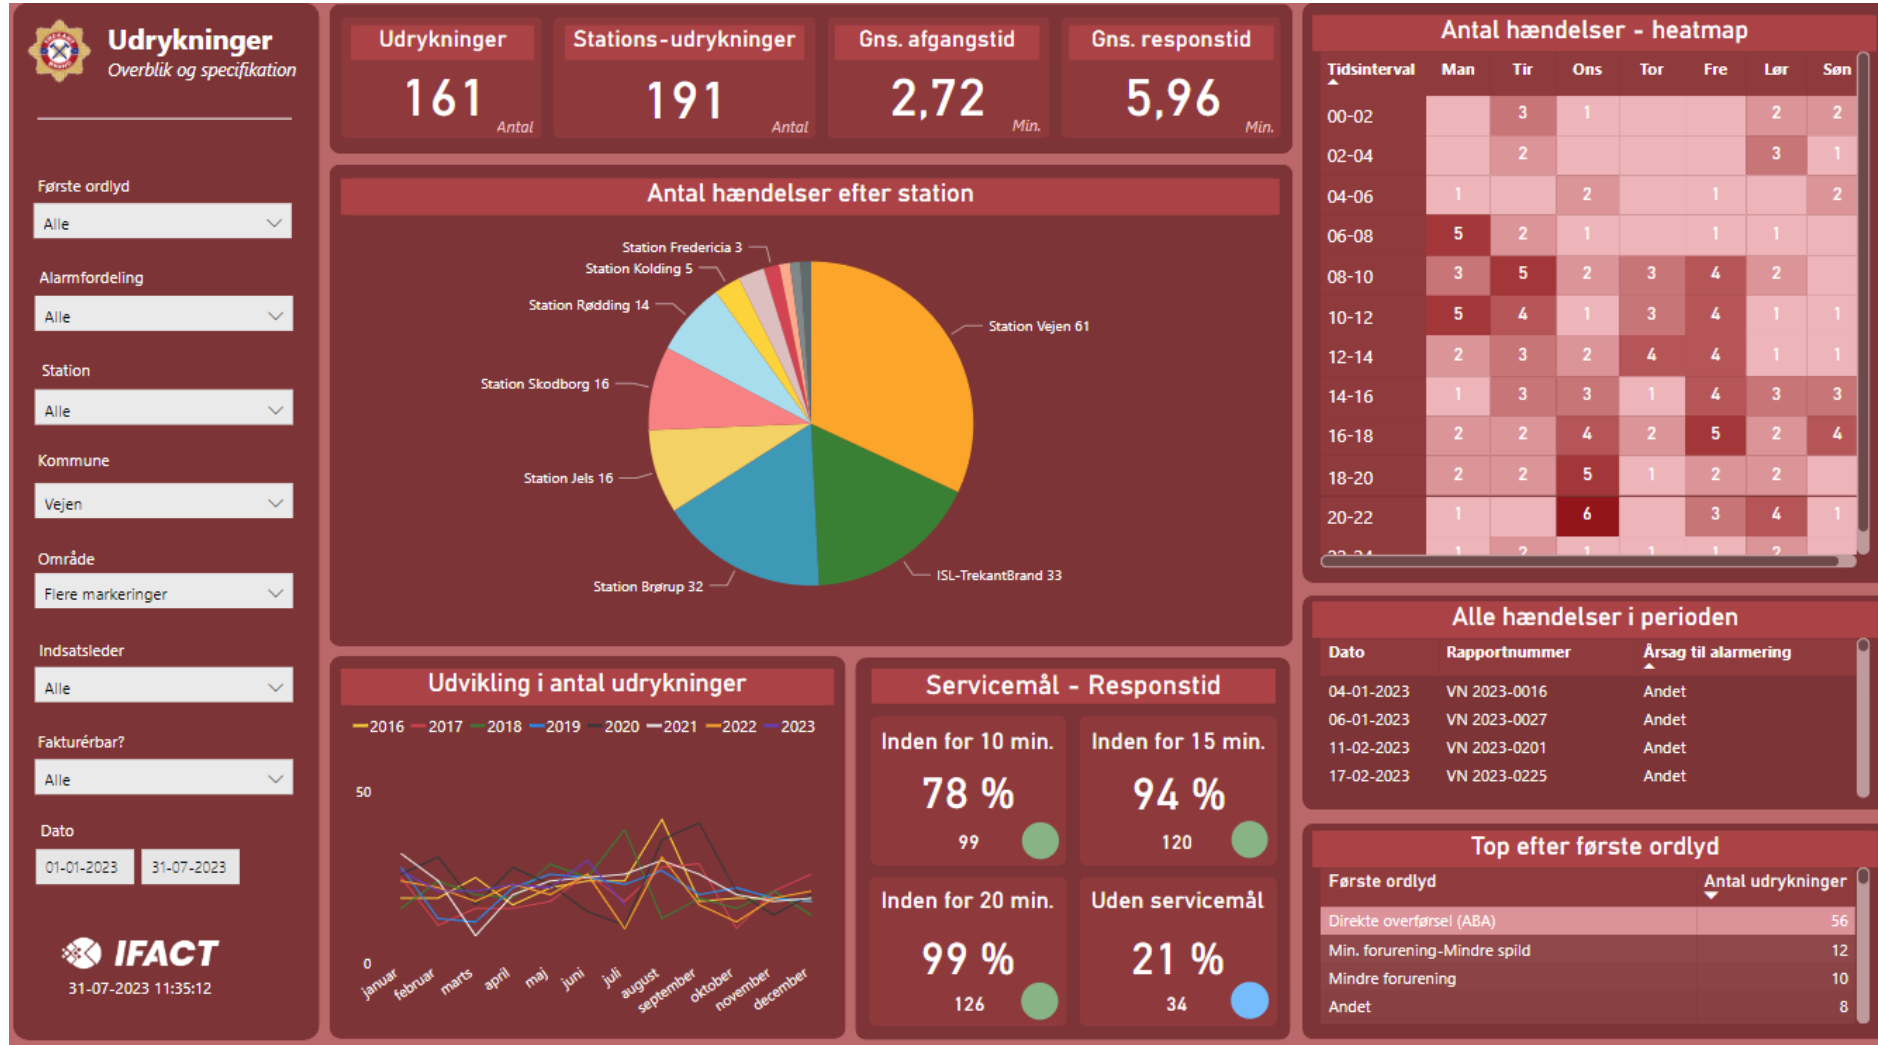 Udrykninger
Overblik og specifikation
Første ordlyd
Alle
Alarmfordeling
Alle
Station
Alle
Kommune
Vejen
Område
Flere markeringer
Indsatsleder
Alle
Fakturérbar?
Alle
Dato
01-01-2023 31-07-2023
IFACT
31-07-2023 11:35:12
Udrykninger
161
Antal
Stations-udrykninger
191
Antal
Gns. afgangstid
2,72
Min.
Gns. responstid
5,96
Min.
Antal hændelser efter station
Station Fredericia 3
Station Kolding 5
Station Rødding 14
Station Vejen 61
Station Skodborg 16
Station Jels 16
ISL-TrekantBrand 33
Station Brørup 32
Udvikling i antal udrykninger
2016 2017 2018 2019 2020 2021 2022 2023
50
0
januar februar marts april maj juni juli august september oktober november december
Servicemål - Responstid
Inden for 10 min.
78 %
99
Inden for 15 min.
94 %
120
Inden for 20 min.
99 %
126
Uden servicemål
21 %
34
Antal hændelser - heatmap
Tidsinterval Man Tir Ons Tor Fre Lør Søn
00-02 3 1 2 2
02-04 2 3 1
04-06 1 2 1 2
06-08 5 2 1 1 1
08-10 3 5 2 3 4 2
10-12 5 4 1 3 4 1 1
12-14 2 3 2 4 4 1 1
14-16 1 3 3 1 4 3 3
16-18 2 2 4 2 5 2 4
18-20 2 2 5 1 2 2
20-22 1 6 3 4 1
22-24 1 2 1 1 1 2
Alle hændelser i perioden
Dato Rapportnummer Årsag til alarmering
04-01-2023 VN 2023-0016 Andet
06-01-2023 VN 2023-0027 Andet
11-02-2023 VN 2023-0201 Andet
17-02-2023 VN 2023-0225 Andet
Top efter første ordlyd
Første ordlyd Antal udrykninger
Direkte overførsel (ABA) 56
Min. forurening-Mindre spild 12
Mindre forurening 10
Andet 8